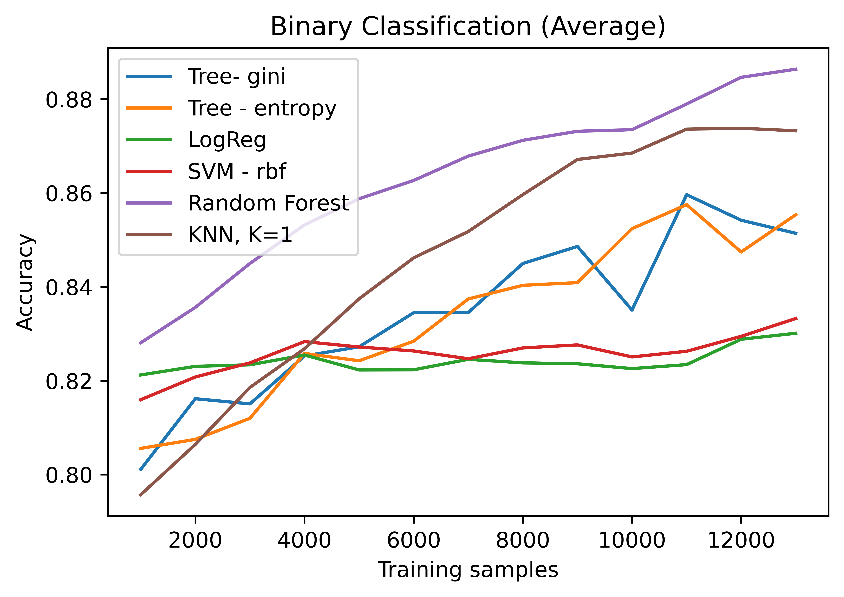 Binary Classification (Average)
Tree- gini
Tree - entropy
LogReg
SVM - rbf
Random Forest
KNN, K=1
0.88
0.86
0.84
0.82
0.80
Accuracy
2000 4000 6000 8000 10000 12000
Training samples